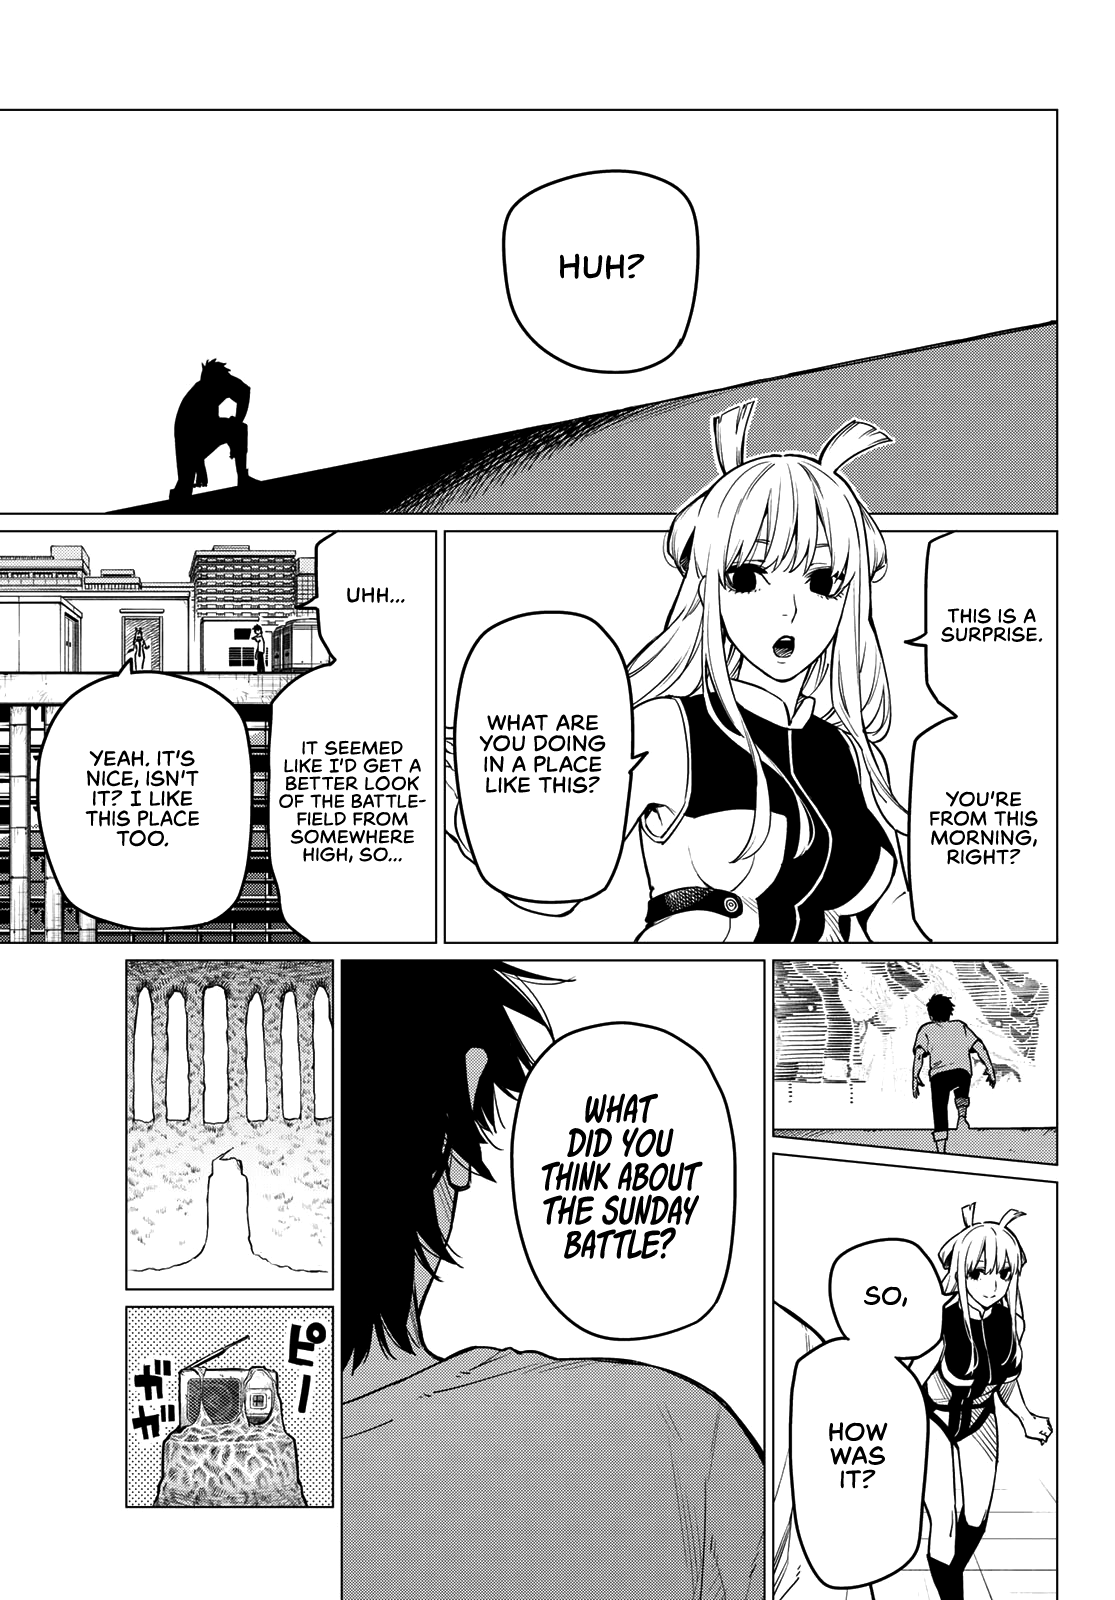 HUH?
THIS IS A
SURPRISE.
YOU'RE
FROM THIS
MORNING,
RIGHT?
WHAT ARE
YOU DOING
IN A PLACE
LIKE THIS?
UHH...
IT SEEMED
LIKE I'D GET A
BETTER LOOK
OF THE BATTLE-
FIELD FROM
SOMEWHERE
HIGH, SO...
YEAH. IT'S
NICE, ISN'T
IT? I LIKE
THIS PLACE
TOO.
SO,
HOW
WAS
IT?
WHAT
DID YOU
THINK ABOUT
THE SUNDAY
BATTLE?
ピー
ガガガ